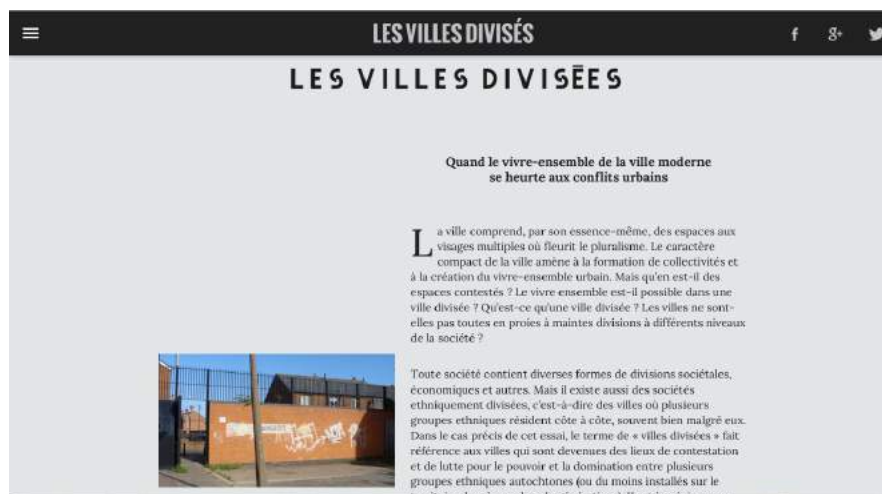 LES VILLES DIVISÉS
f g+
LES VILLES DIVISĒES
Quand le vivre-ensemble de la ville moderne
se heurte aux conflits urbains
La ville comprend, par son essence-même, des espaces aux
visages multiples où fleurit le pluralisme. Le caractère
compact de la ville amène à la formation de collectivités et
à la création du vivre-ensemble urbain. Mais qu'en est-il des
espaces contestés ? Le vivre ensemble est-il possible dans une
ville divisée ? Qu'est-ce qu'une ville divisée ? Les villes ne sont-
elles pas toutes en proies à maintes divisions à différents niveaux
de la société ?
Toute société contient diverses formes de divisions sociétales,
économiques et autres. Mais il existe aussi des sociétés
ethniquement divisées, c'est-à-dire des villes où plusieurs
groupes ethniques résident côte à côte, souvent bien malgré eux.
Dans le cas précis de cet essai, le terme de « villes divisées » fait
référence aux villes qui sont devenues des lieux de contestation
et de lutte pour le pouvoir et la domination entre plusieurs
groupes ethniques autochtones (ou du moins installés sur le